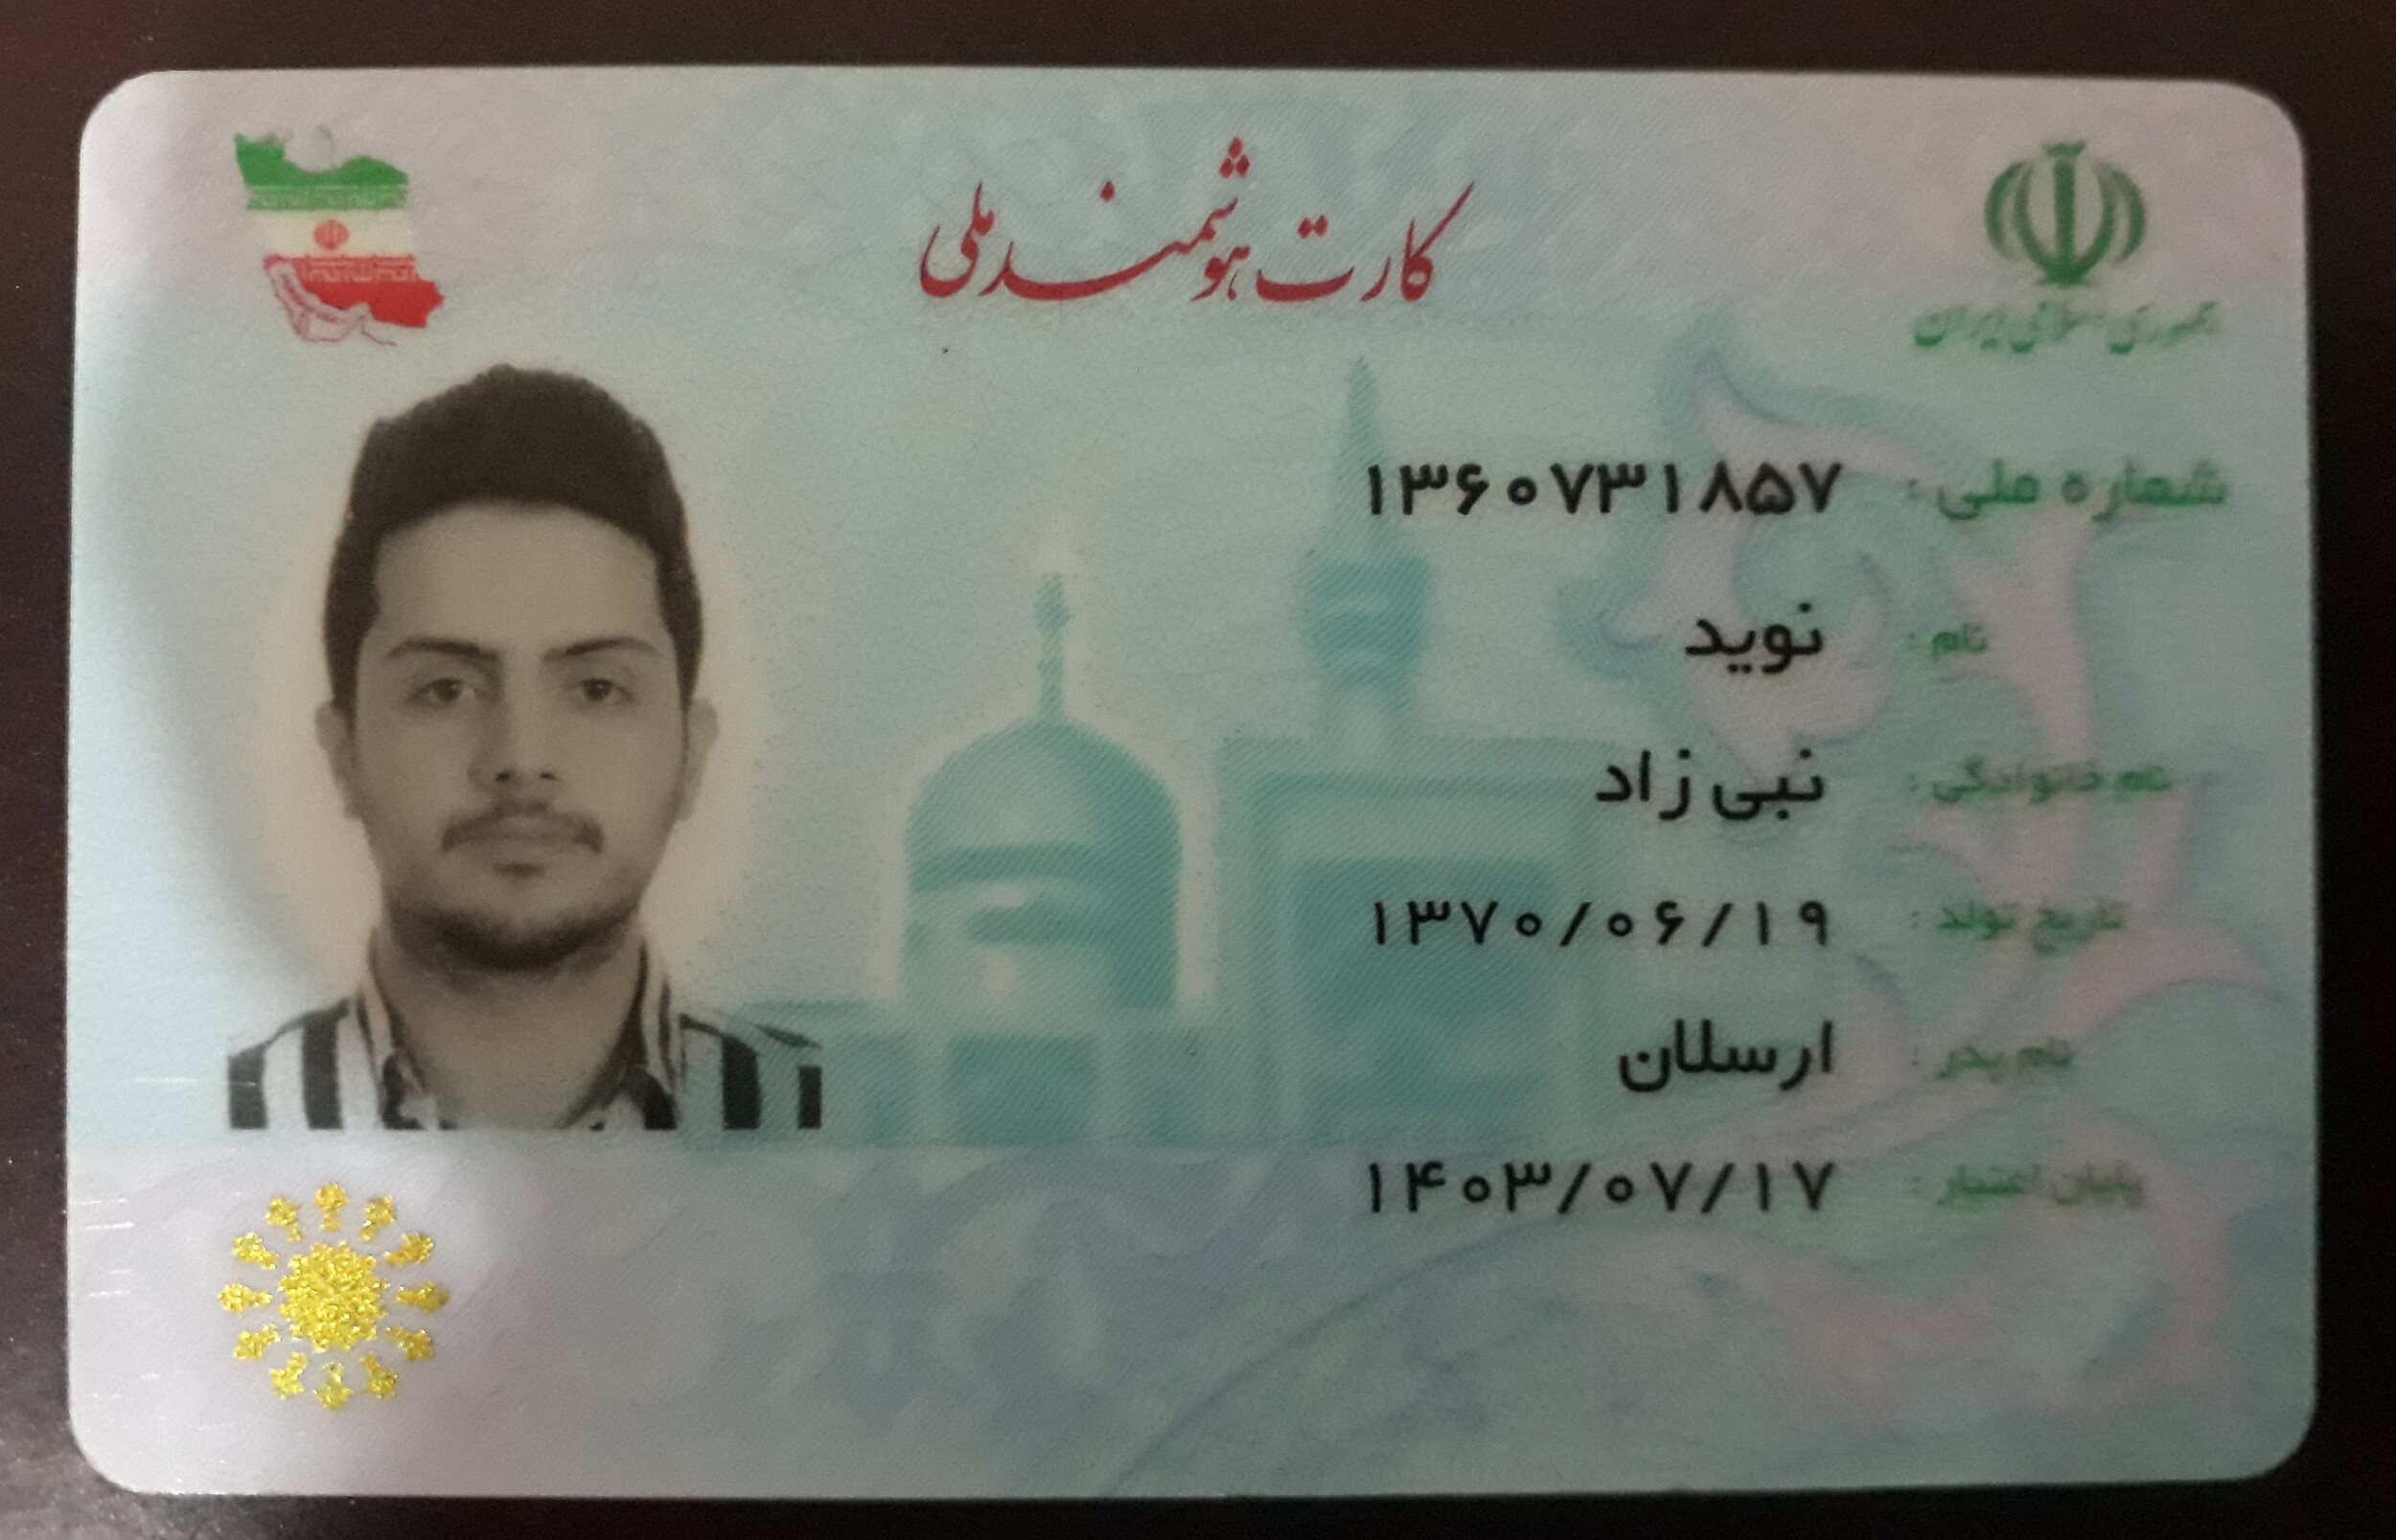 کارت هوشمند ملی
جمهوری اسلامی ایران
شماره ملی : ۱۳۶۰۷۳۱۸۵۷
نام : نوید
نام خانوادگی : نبی زاد
تاریخ تولد : ۱۳۷۰/۰۶/۱۹
نام پدر : ارسلان
پایان اعتبار : ۱۴۰۳/۰۷/۱۷